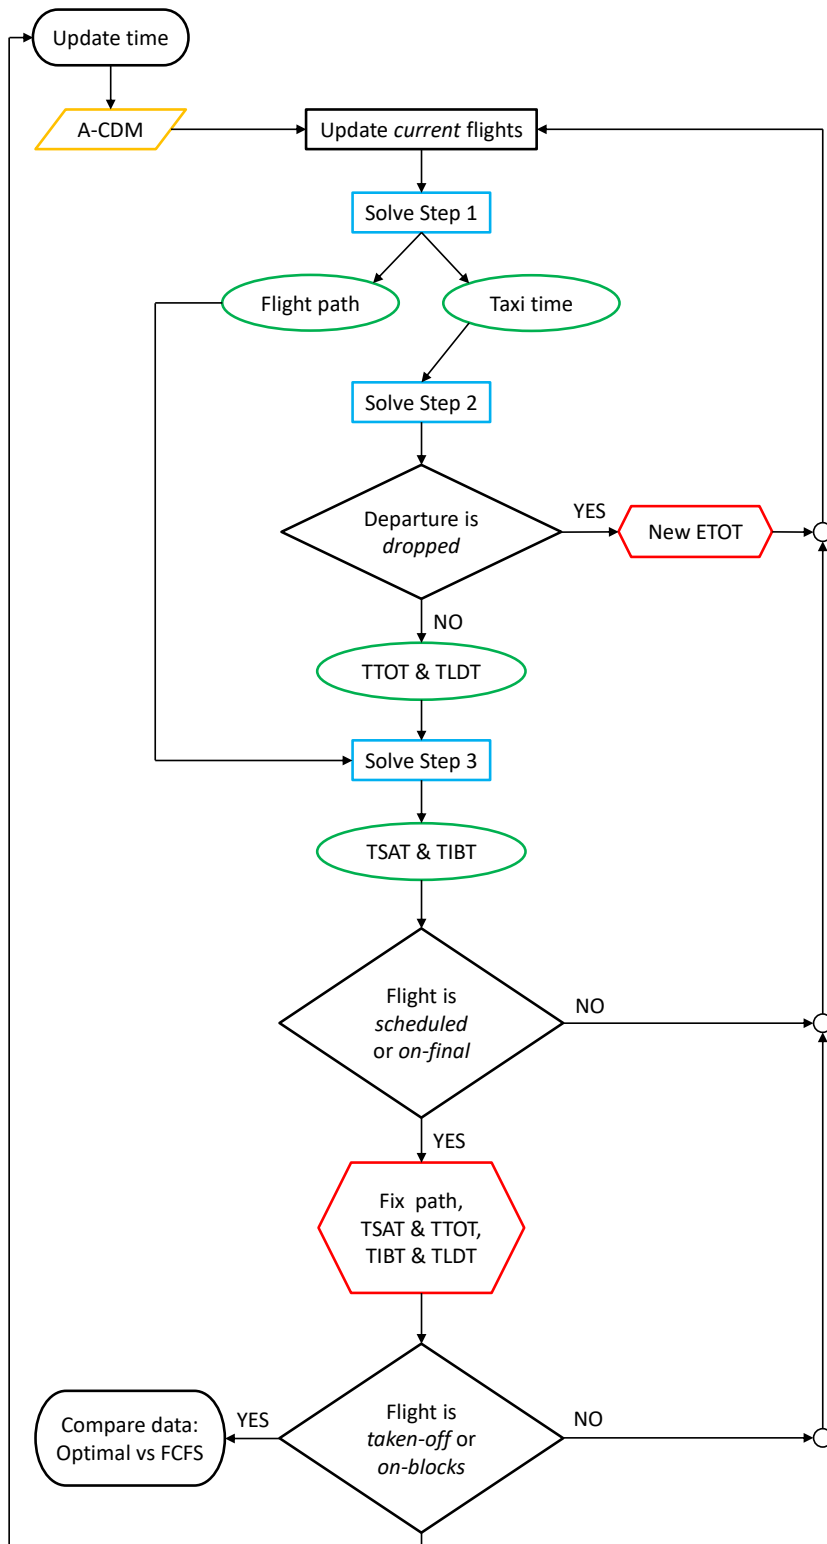 Update time
A-CDM
Update current flights
Solve Step 1
Flight path
Taxi time
Solve Step 2
Departure is
dropped
YES
New ETOT
NO
TTOT & TLDT
Solve Step 3
TSAT & TIBT
Flight is
scheduled
or on-final
NO
YES
Fix path,
TSAT & TTOT,
TIBT & TLDT
Flight is
taken-off or
on-blocks
YES
NO
Compare data:
Optimal vs FCFS